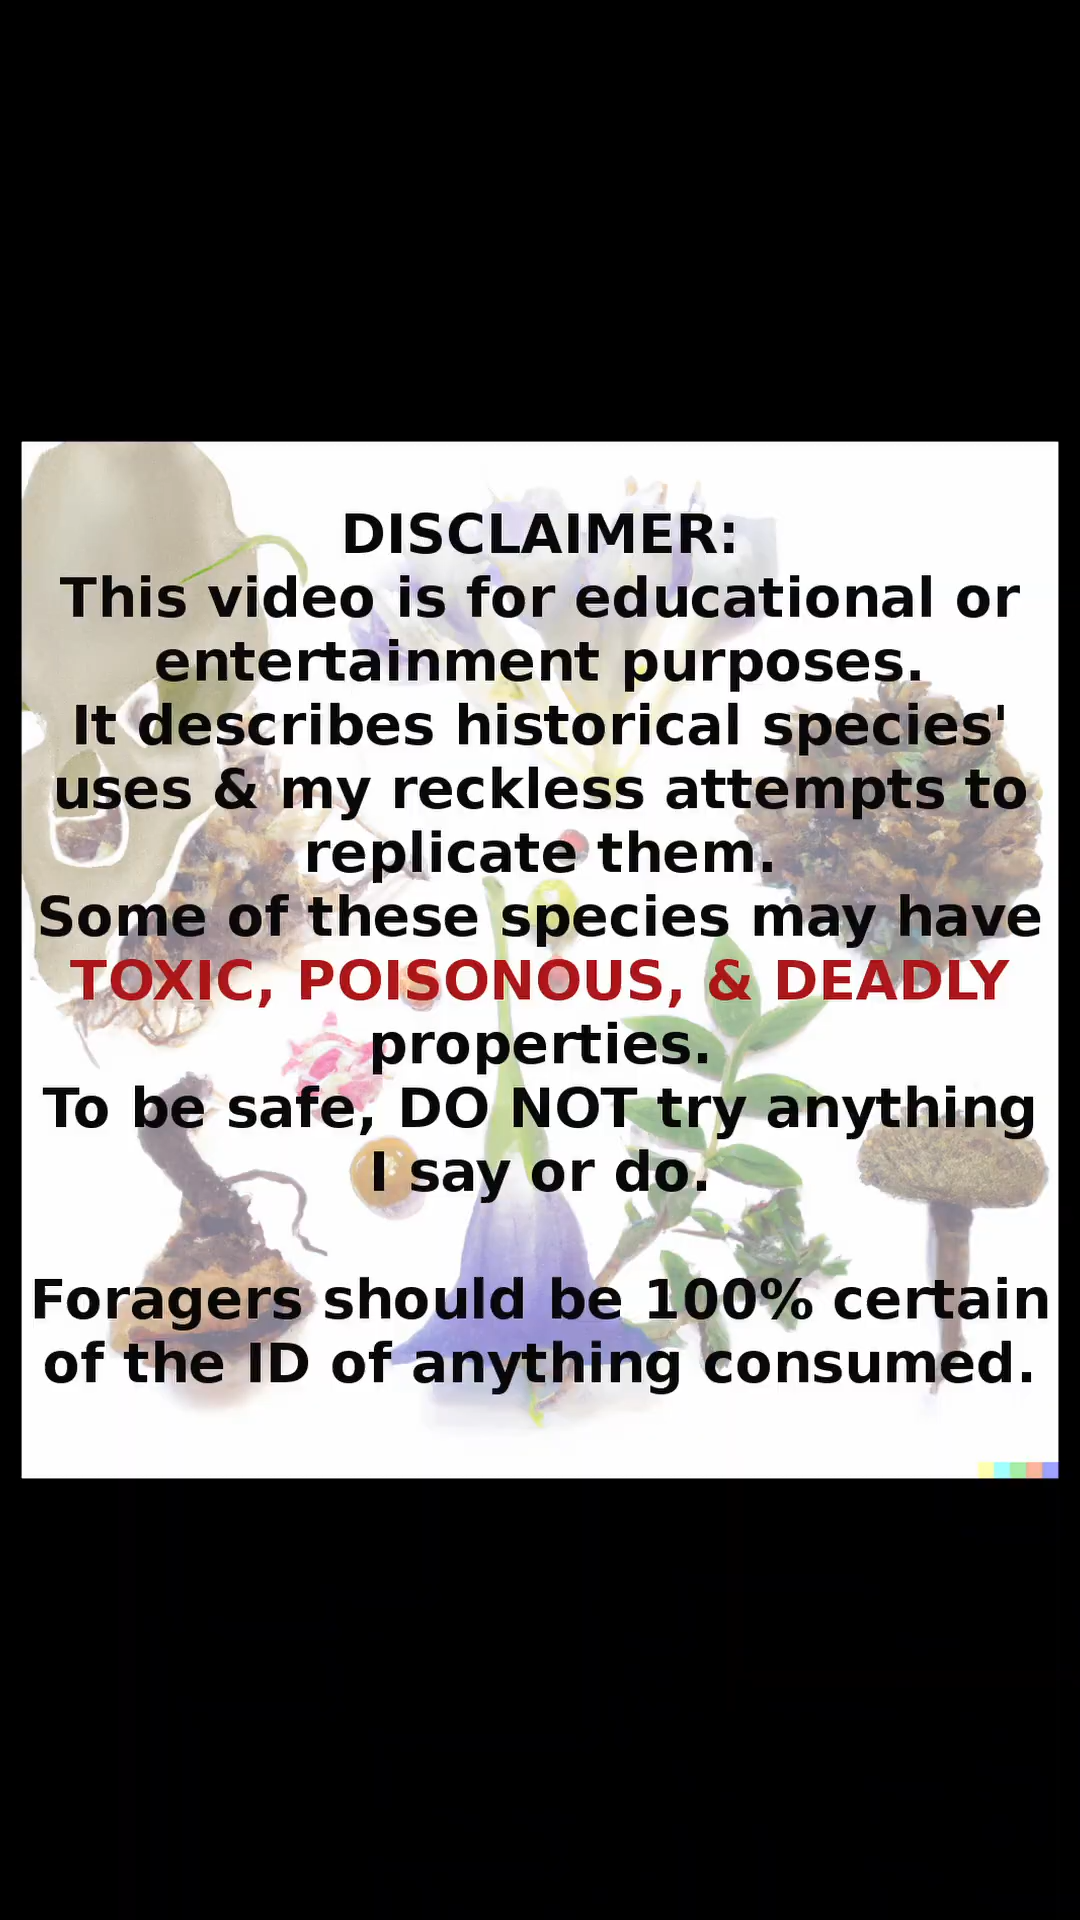 DISCLAIMER:
This video is for educational or
entertainment purposes.
It describes historical species'
uses & my reckless attempts to
replicate them.
Some of these species may have
TOXIC, POISONOUS, & DEADLY
properties.
To be safe, DO NOT try anything
I say or do.
Foragers should be 100% certain
of the ID of anything consumed.